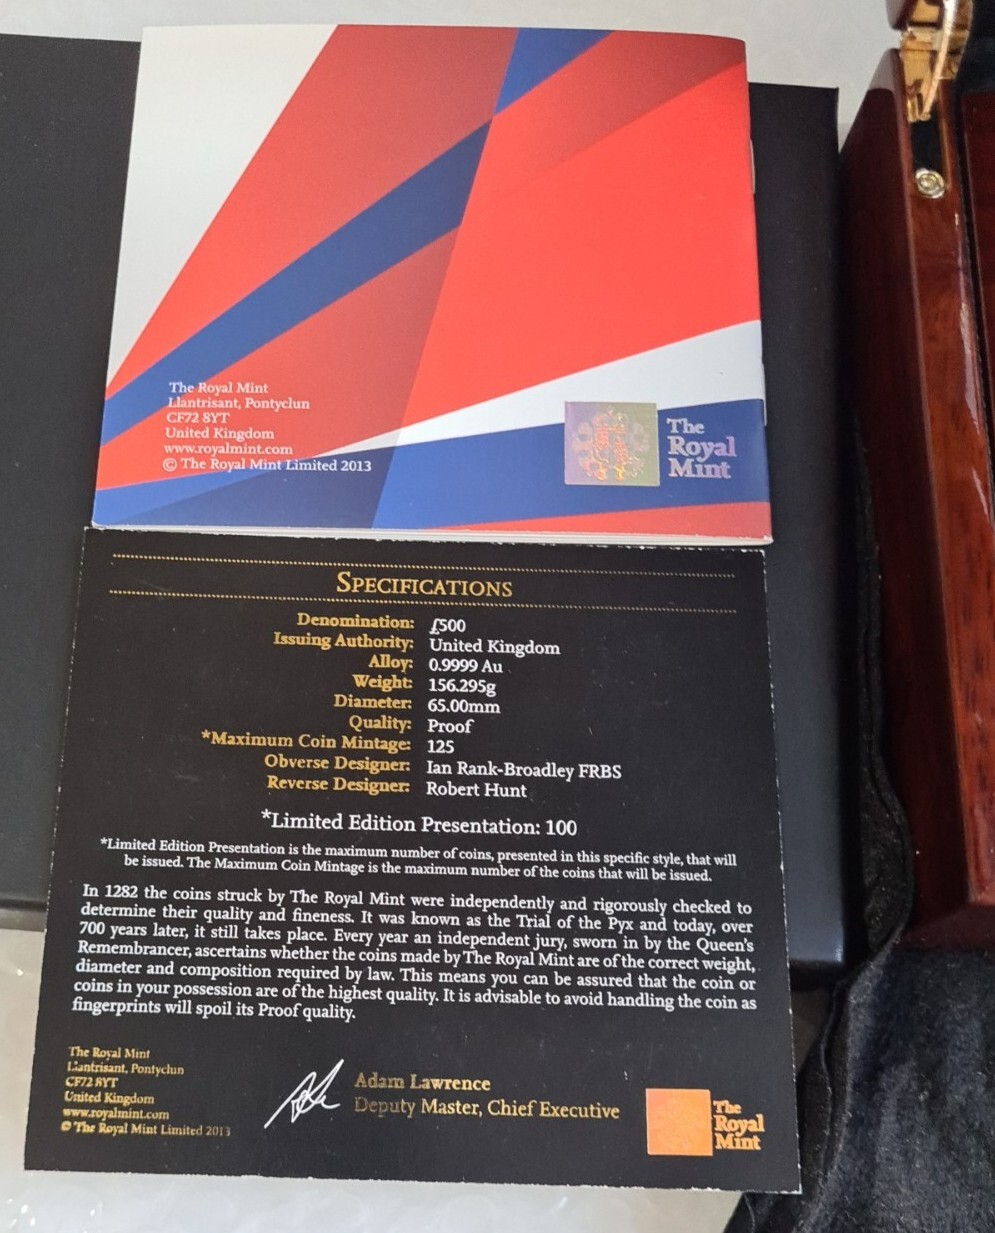 The Royal Mint
Llantrisant, Pontyclun
CF72 8YT
United Kingdom
www.royalmint.com
© The Royal Mint Limited 2013
The
Royal
Mint
SPECIFICATIONS
Denomination: £500
Issuing Authority: United Kingdom
Alloy: 0.9999 Au
Weight: 156.295g
Diameter: 65.00mm
Quality: Proof
*Maximum Coin Mintage: 125
Obverse Designer: Ian Rank-Broadley FRBS
Reverse Designer: Robert Hunt
*Limited Edition Presentation: 100
*Limited Edition Presentation is the maximum number of coins, presented in this specific style, that will
be issued. The Maximum Coin Mintage is the maximum number of the coins that will be issued.
In 1282 the coins struck by The Royal Mint were independently and rigorously checked to
determine their quality and fineness. It was known as the Trial of the Pyx and today, over
700 years later, it still takes place. Every year an independent jury, sworn in by the Queen's
Remembrancer, ascertains whether the coins made by The Royal Mint are of the correct weight,
diameter and composition required by law. This means you can be assured that the coin or
coins in your possession are of the highest quality. It is advisable to avoid handling the coin as
fingerprints will spoil its Proof quality.
The Royal Mint
Llantrisant, Pontyclun
CF72 8YT
United Kingdom
www.royalmint.com
© The Royal Mint Limited 2013
Adam Lawrence
Deputy Master, Chief Executive
The
Royal
Mint